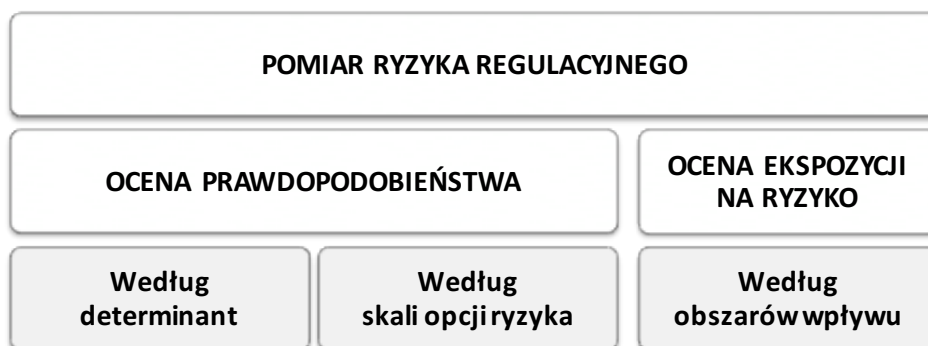 POMIAR RYZYKA REGULACYJNEGO
OCENA PRAWDOPODOBIEŃSTWA
OCENA EKSPOZYCJI
NA RYZYKO
Według
determinant
Według
skali opcji ryzyka
Według
obszarów wpływu